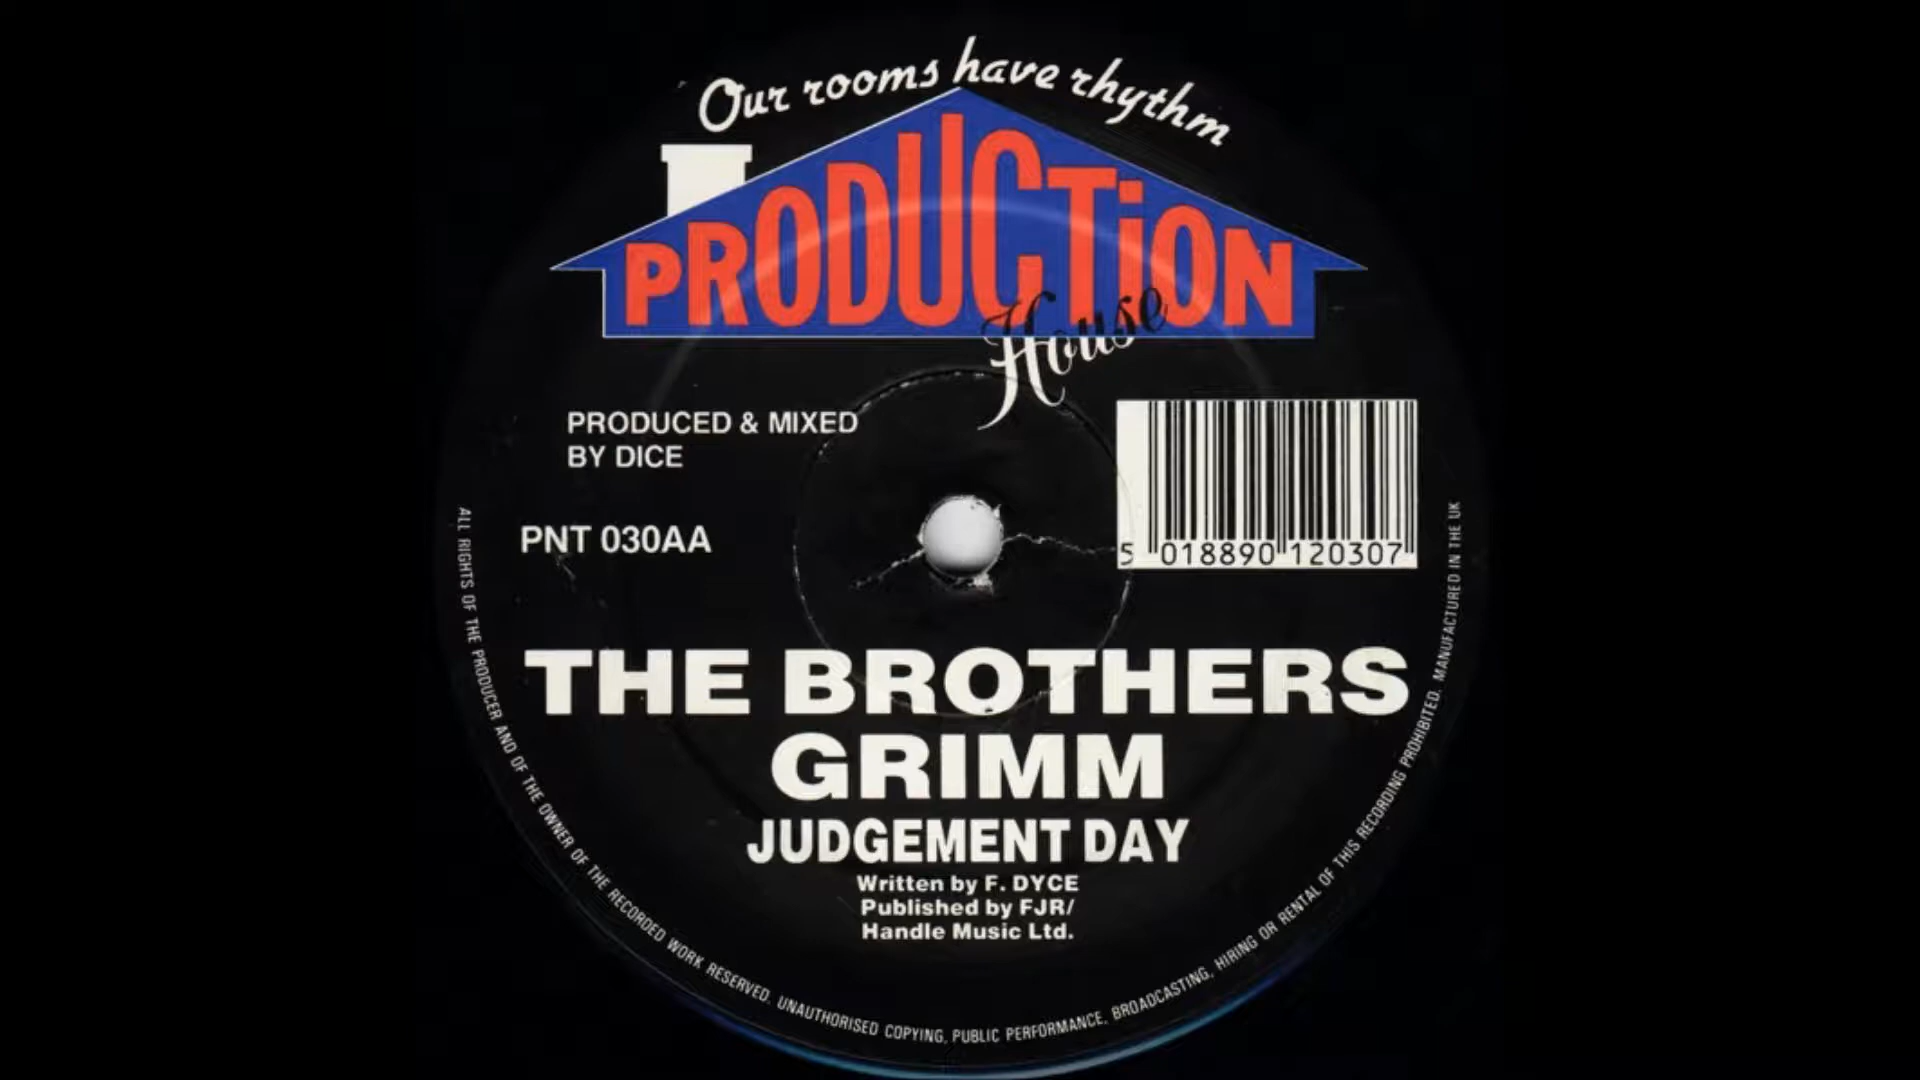 Our rooms have rhythm
PRODUCTiON
House
PRODUCED & MIXED
BY DICE
PNT 030AA
5 018890 120307
THE BROTHERS
GRIMM
JUDGEMENT DAY
Written by F. DYCE
Published by FJR/
Handle Music Ltd.
ALL RIGHTS OF THE PRODUCER AND OF THE OWNER OF THE RECORDED WORK RESERVED. UNAUTHORISED COPYING, PUBLIC PERFORMANCE, BROADCASTING, HIRING OR RENTAL OF THIS RECORDING PROHIBITED. MANUFACTURED IN THE UK